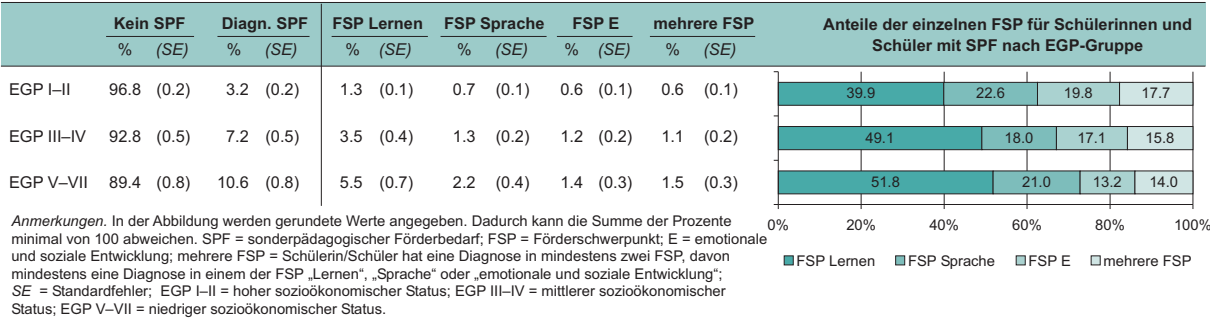 Kein SPF Diagn. SPF FSP Lernen FSP Sprache FSP E mehrere FSP
% (SE) % (SE) % (SE) % (SE) % (SE) % (SE)
EGP I–II 96.8 (0.2) 3.2 (0.2) 1.3 (0.1) 0.7 (0.1) 0.6 (0.1) 0.6 (0.1)
EGP III–IV 92.8 (0.5) 7.2 (0.5) 3.5 (0.4) 1.3 (0.2) 1.2 (0.2) 1.1 (0.2)
EGP V–VII 89.4 (0.8) 10.6 (0.8) 5.5 (0.7) 2.2 (0.4) 1.4 (0.3) 1.5 (0.3)
Anteile der einzelnen FSP für Schülerinnen und
Schüler mit SPF nach EGP-Gruppe
39.9 22.6 19.8 17.7
49.1 18.0 17.1 15.8
51.8 21.0 13.2 14.0
0% 20% 40% 60% 80% 100%
FSP Lernen FSP Sprache FSP E mehrere FSP
Anmerkungen. In der Abbildung werden gerundete Werte angegeben. Dadurch kann die Summe der Prozente
minimal von 100 abweichen. SPF = sonderpädagogischer Förderbedarf; FSP = Förderschwerpunkt; E = emotionale
und soziale Entwicklung; mehrere FSP = Schülerin/Schüler hat eine Diagnose in mindestens zwei FSP, davon
mindestens eine Diagnose in einem der FSP „Lernen“, „Sprache“ oder „emotionale und soziale Entwicklung“;
SE = Standardfehler; EGP I–II = hoher sozioökonomischer Status; EGP III–IV = mittlerer sozioökonomischer
Status; EGP V–VII = niedriger sozioökonomischer Status.